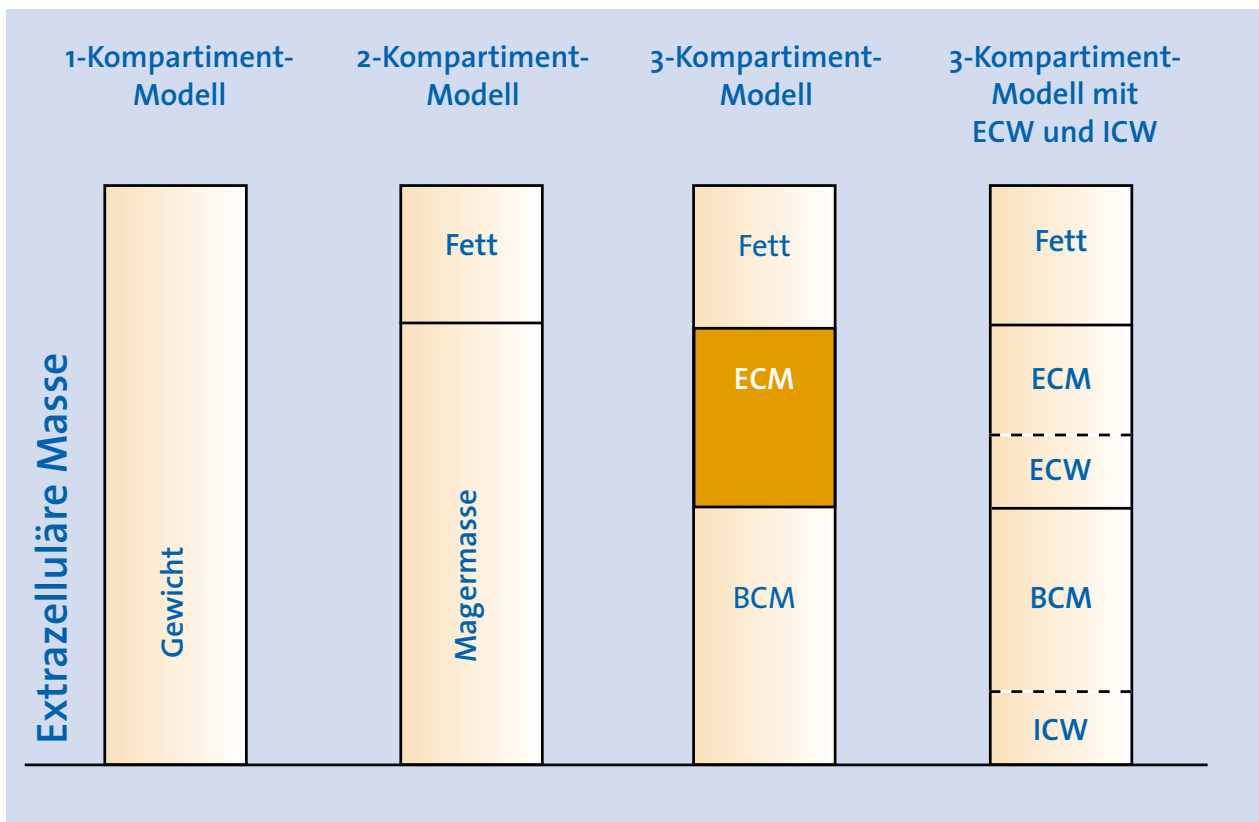 1-Kompartiment-
Modell
2-Kompartiment-
Modell
3-Kompartiment-
Modell
3-Kompartiment-
Modell mit
ECW und ICW
Extrazelluläre Masse
Gewicht
Fett
Magermasse
Fett
ECM
BCM
Fett
ECM
ECW
BCM
ICW